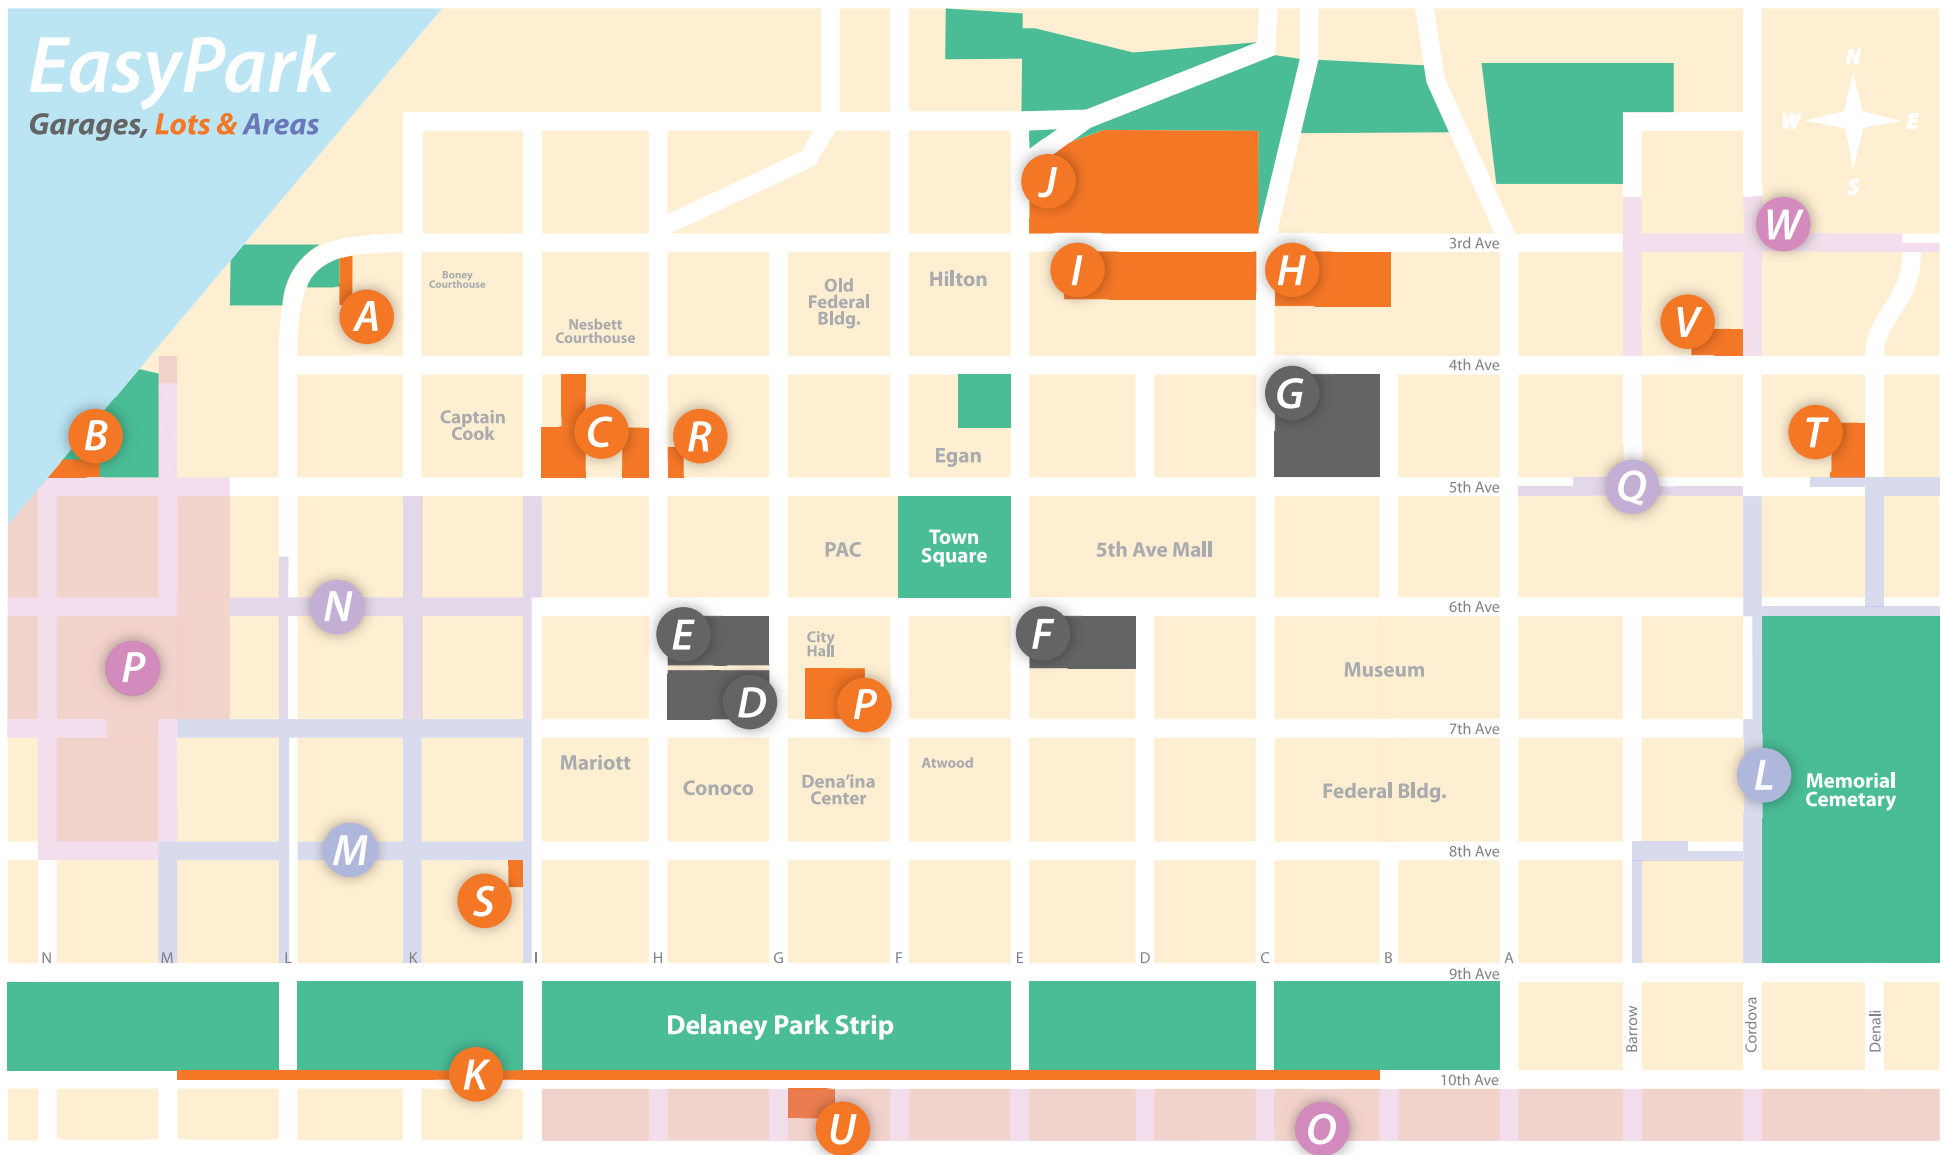 EasyPark
Garages, Lots & Areas
N
W
E
S
J
W
3rd Ave
I
H
Boney
Courthouse
Hilton
Old
Federal
Bldg.
A
Nesbett
Courthouse
V
4th Ave
G
B
Captain
Cook
C
R
T
Egan
5th Ave
Q
PAC
Town
Square
5th Ave Mall
N
6th Ave
E
City
Hall
F
P
Museum
D
P
7th Ave
Mariott
Conoco
Dena'ina
Center
Atwood
Federal Bldg.
L
Memorial
Cemetary
M
8th Ave
S
N
M
L
K
I
H
G
F
E
D
C
B
A
9th Ave
Delaney Park Strip
Barrow
Cordova
Denali
K
10th Ave
U
O